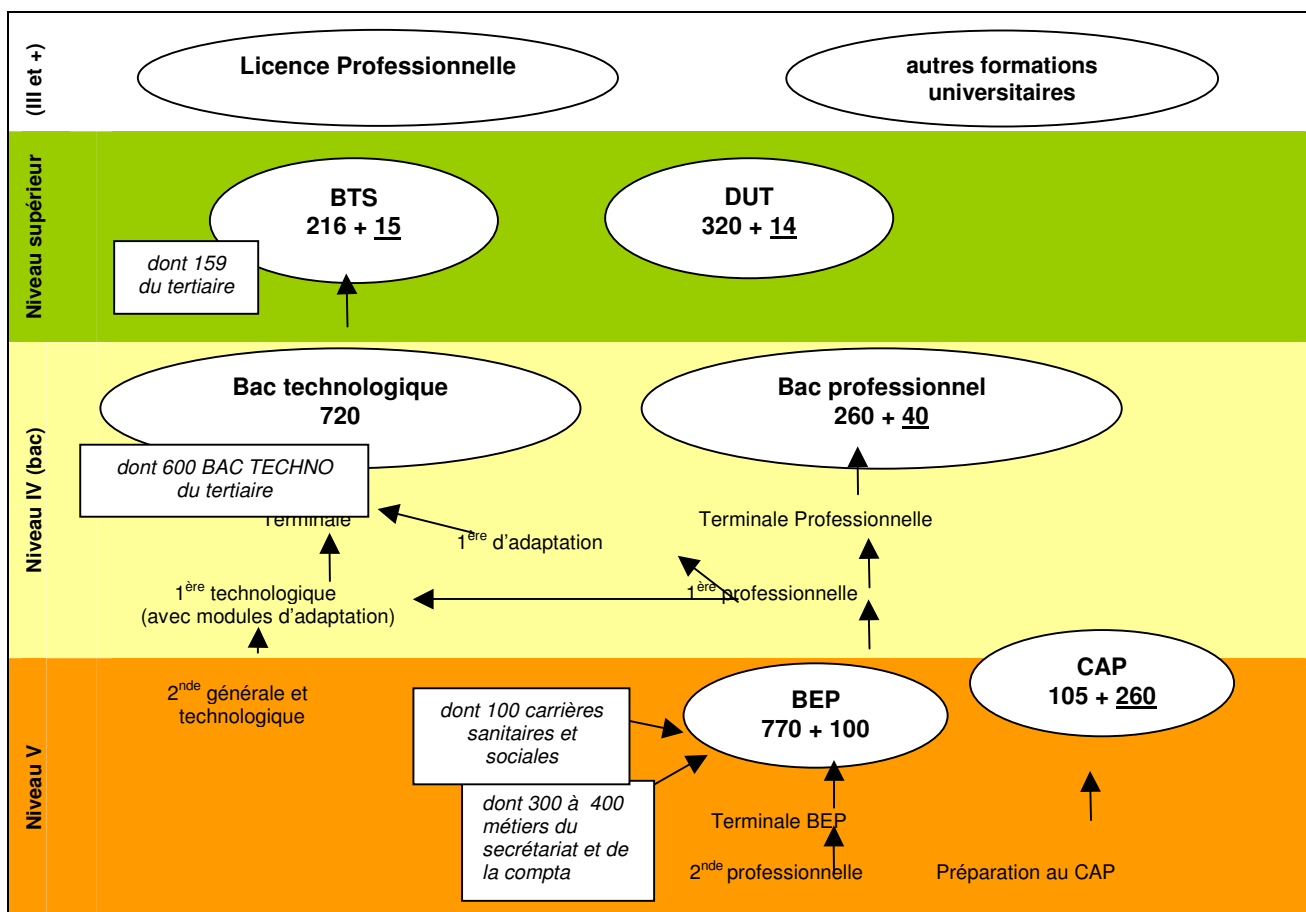 (III et +)
Licence Professionnelle
autres formations
universitaires
Niveau supérieur
BTS
216 + 15
DUT
320 + 14
dont 159
du tertiaire
Niveau IV (bac)
Bac technologique
720
Bac professionnel
260 + 40
dont 600 BAC TECHNO
du tertiaire
Terminale
1ère d'adaptation
Terminale Professionnelle
1ère technologique
(avec modules d'adaptation)
1ère professionnelle
Niveau V
2nde générale et
technologique
dont 100 carrières
sanitaires et
sociales
BEP
770 + 100
CAP
105 + 260
dont 300 à 400
métiers du
secrétariat et de
la compta
Terminale BEP
2nde professionnelle
Préparation au CAP